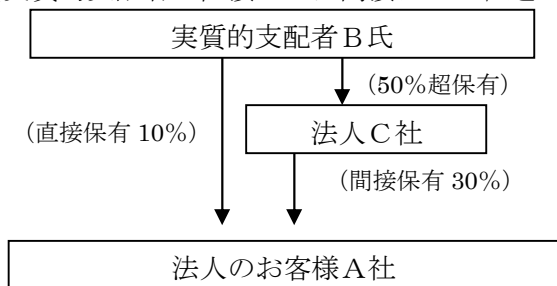 実質的支配者Ｂ氏
（50％超保有）
（直接保有 10％）
法人Ｃ社
（間接保有 30％）
法人のお客様Ａ社